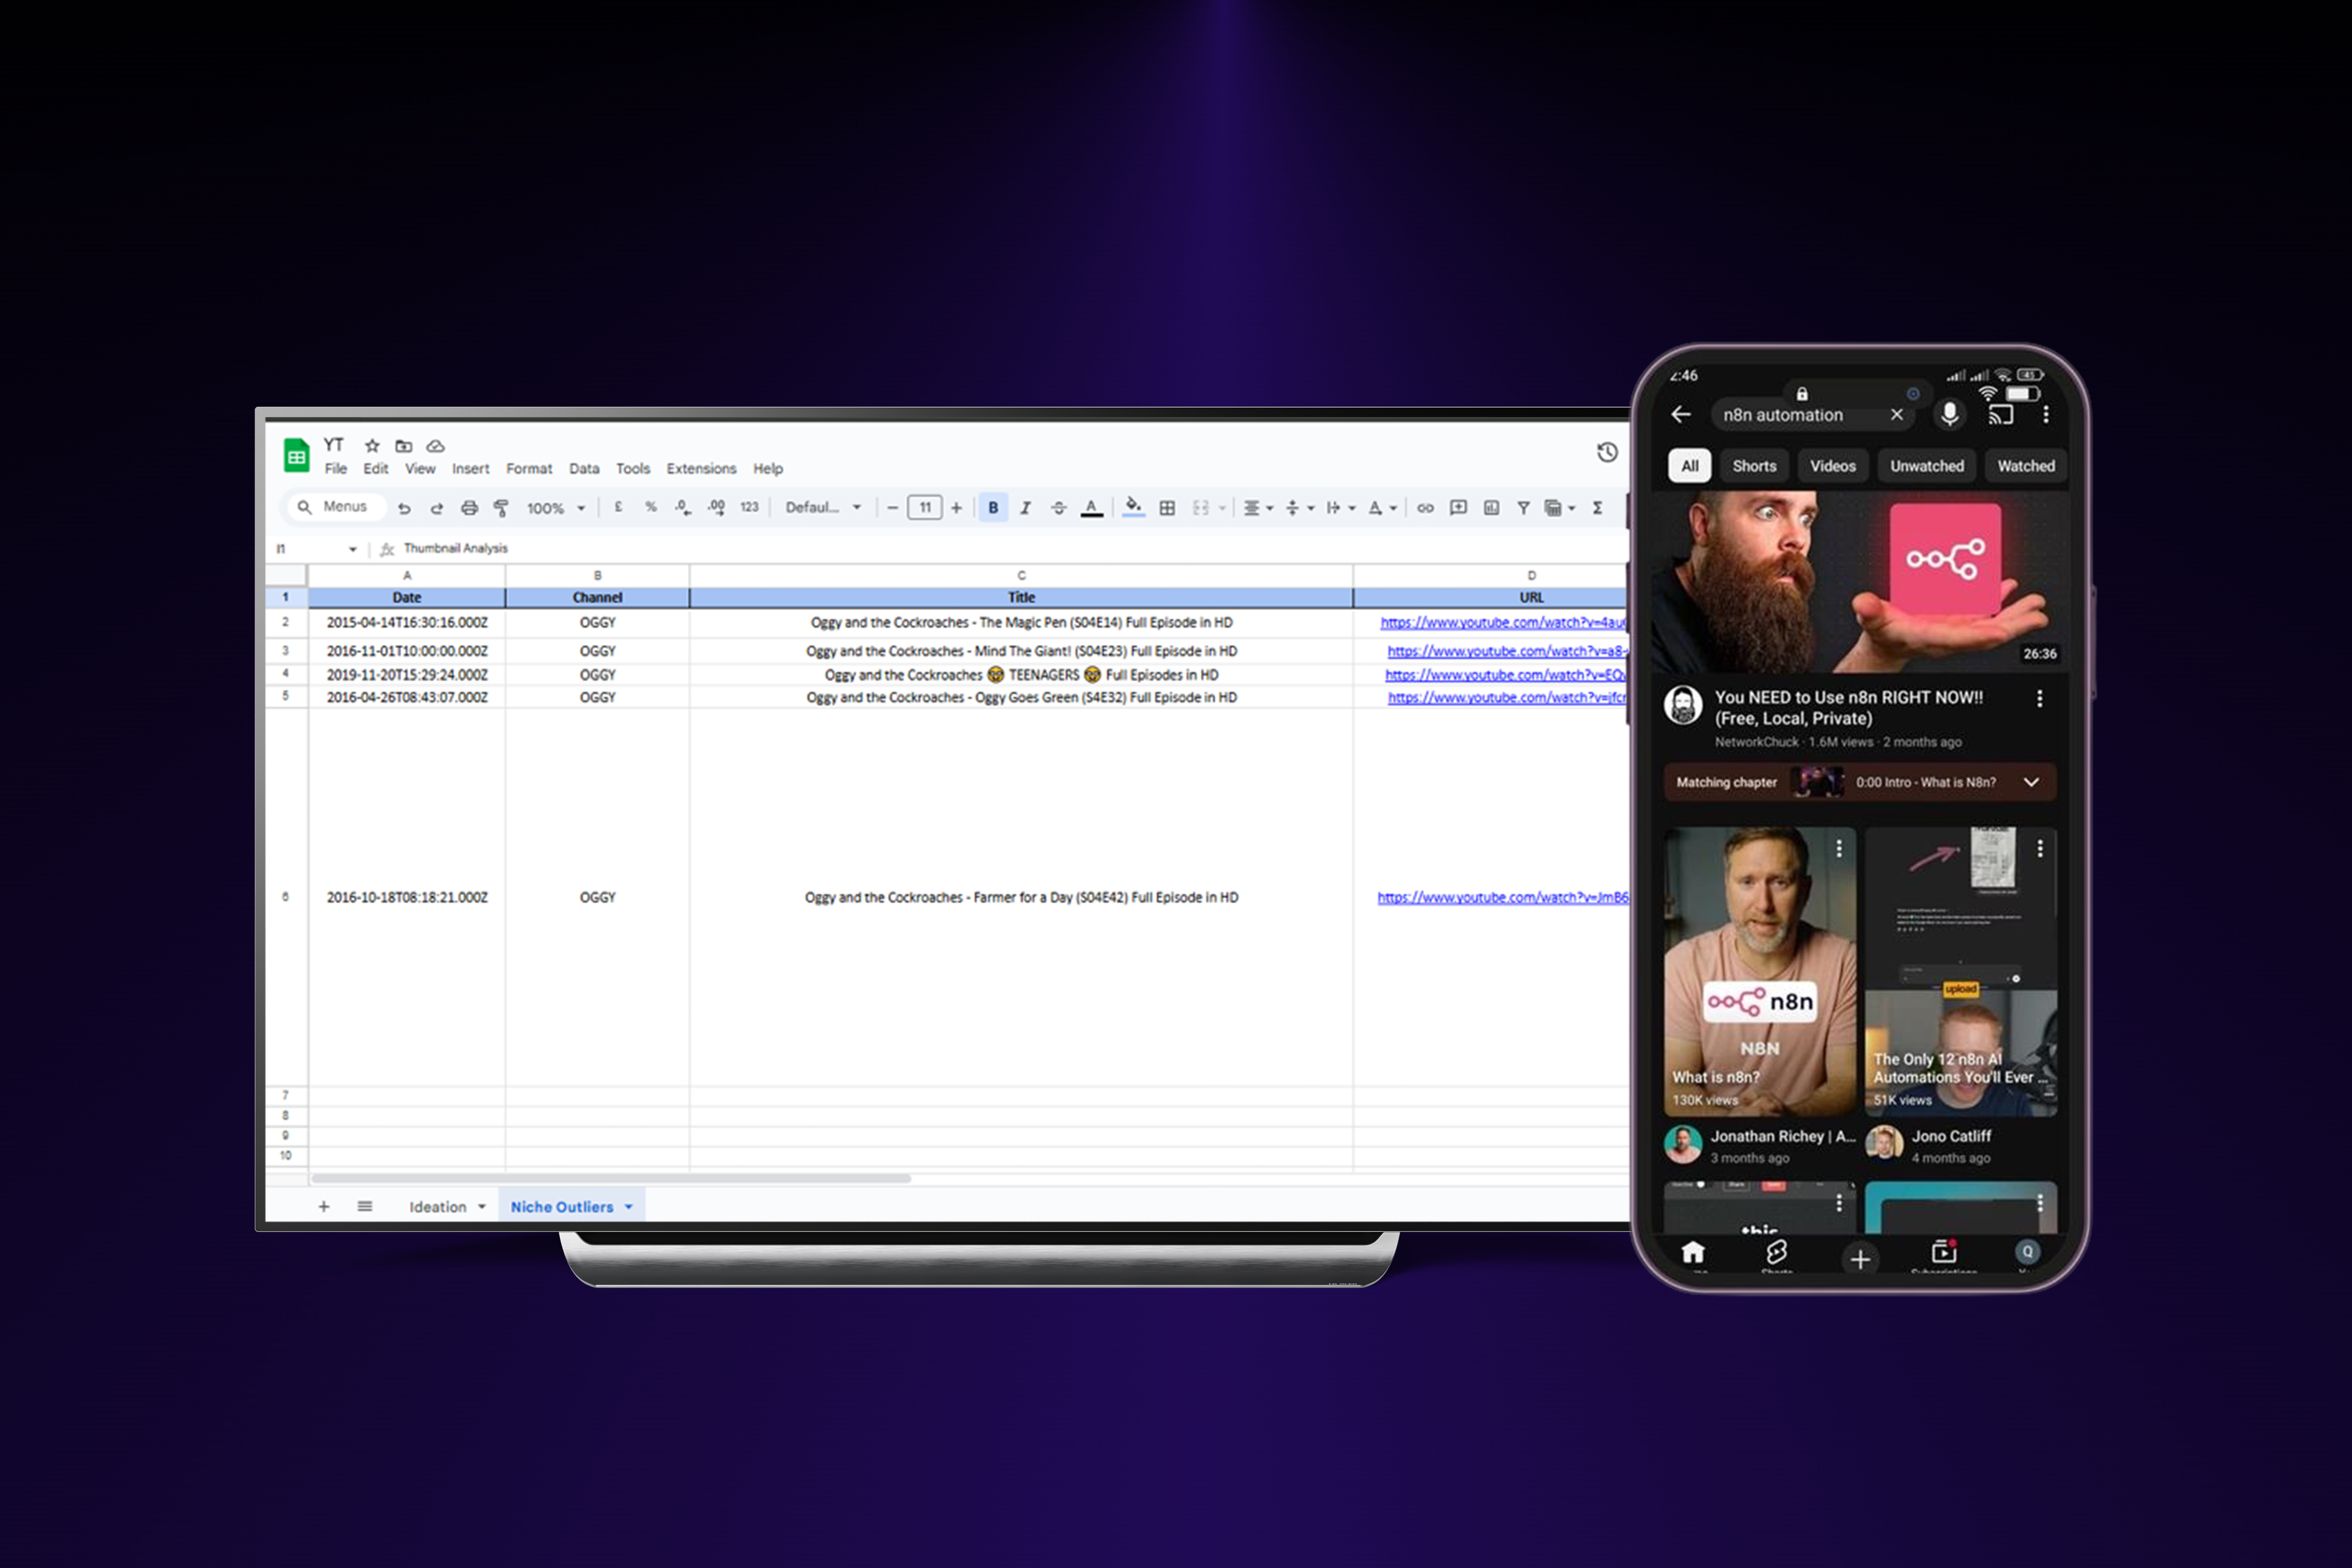 YT
File Edit View Insert Format Data Tools Extensions Help
Menus 100% £ % .0 .00 123 Defaul... − 11 + B I A Σ
I1 fx Thumbnail Analysis
A B C D
1 Date Channel Title URL
2 2015-04-14T16:30:16.000Z OGGY Oggy and the Cockroaches - The Magic Pen (S04E14) Full Episode in HD https://www.youtube.com/watch?v=4au
3 2016-11-01T10:00:00.000Z OGGY Oggy and the Cockroaches - Mind The Giant! (S04E23) Full Episode in HD https://www.youtube.com/watch?v=a8-
4 2019-11-20T15:29:24.000Z OGGY Oggy and the Cockroaches 🤓 TEENAGERS 🤓 Full Episodes in HD https://www.youtube.com/watch?v=EQ
5 2016-04-26T08:43:07.000Z OGGY Oggy and the Cockroaches - Oggy Goes Green (S4E32) Full Episode in HD https://www.youtube.com/watch?v=ifc
6 2016-10-18T08:18:21.000Z OGGY Oggy and the Cockroaches - Farmer for a Day (S04E42) Full Episode in HD https://www.youtube.com/watch?v=JmB6
7
8
9
10
+ Ideation Niche Outliers
2:46 45
n8n automation
All Shorts Videos Unwatched Watched
26:36
You NEED to Use n8n RIGHT NOW!!
(Free, Local, Private)
NetworkChuck · 1.6M views · 2 months ago
Matching chapter 0:00 Intro - What is N8n?
n8n
N8N
What is n8n?
130K views
upload
The Only 12 n8n AI
Automations You'll Ever ...
51K views
Jonathan Richey | A...
3 months ago
Jono Catliff
4 months ago
this
Shorts Subscriptions
Q